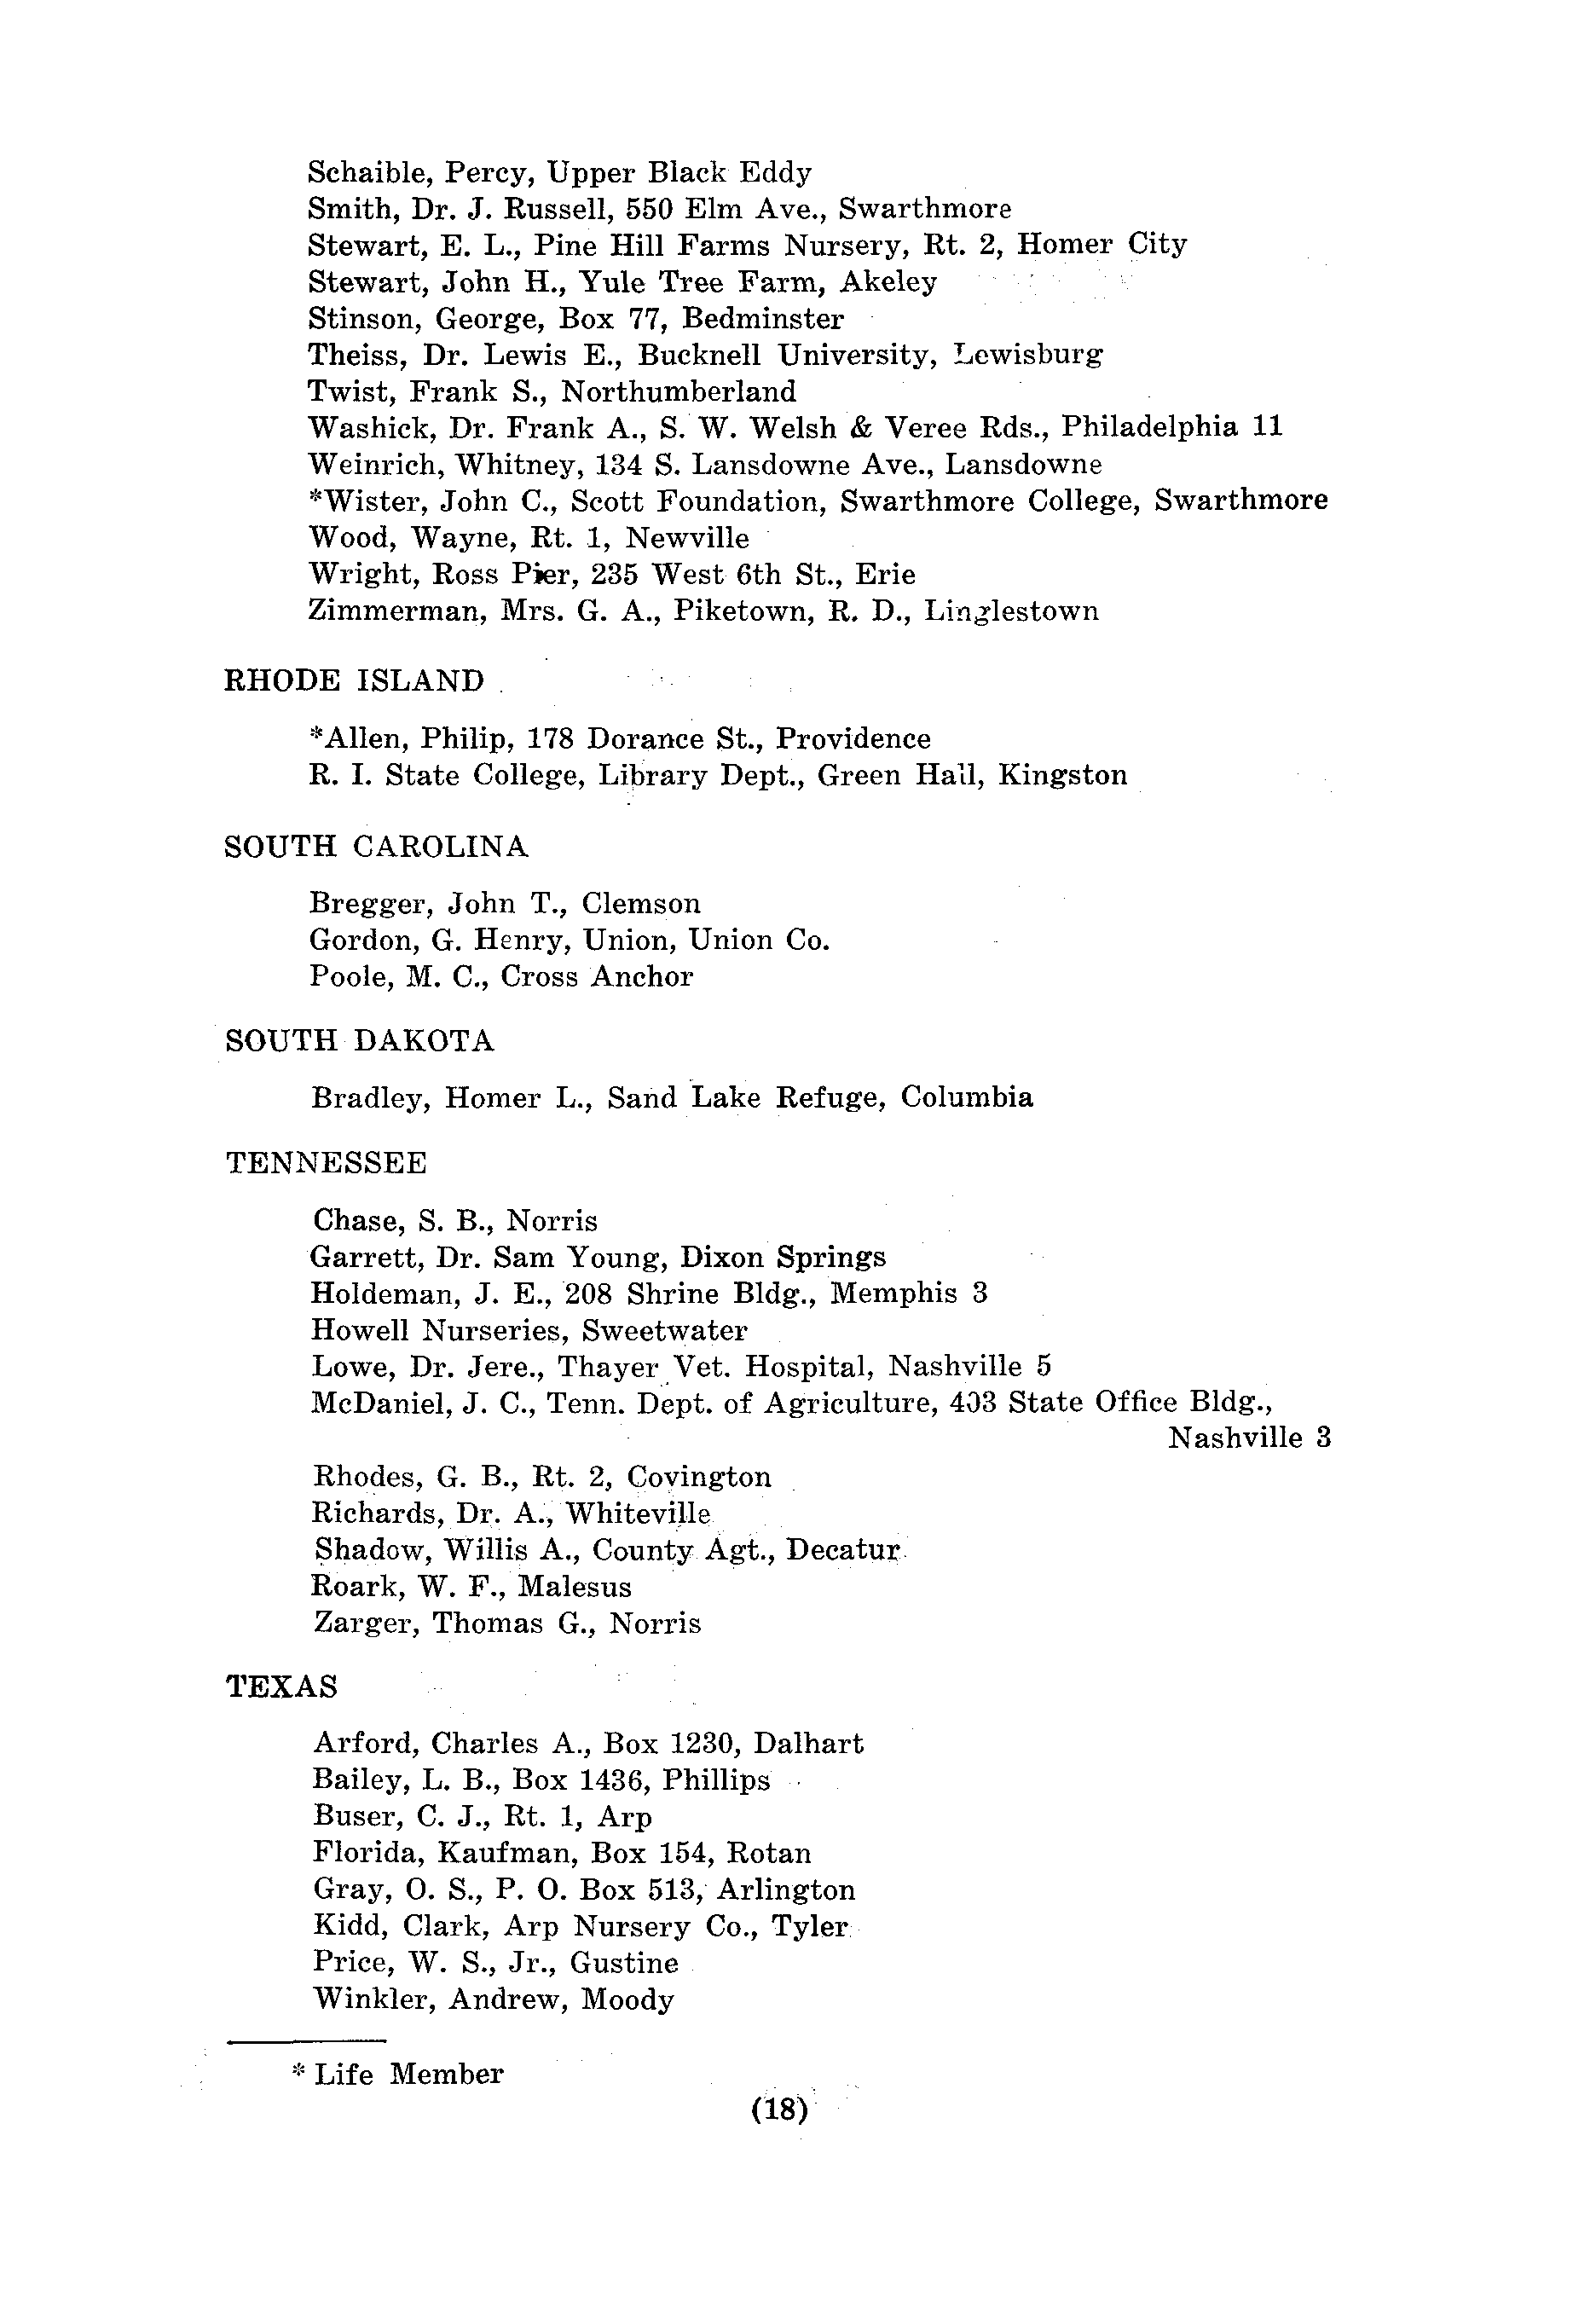 Schaible, Percy, Upper Black Eddy
Smith, Dr. J. Russell, 550 Elm Ave., Swarthmore
Stewart, E. L., Pine Hill Farms Nursery, Rt. 2, Homer City
Stewart, John H., Yule Tree Farm, Akeley
Stinson, George, Box 77, Bedminster
Theiss, Dr. Lewis E., Bucknell University, Lewisburg
Twist, Frank S., Northumberland
Washick, Dr. Frank A., S. W. Welsh & Veree Rds., Philadelphia 11
Weinrich, Whitney, 134 S. Lansdowne Ave., Lansdowne
*Wister, John C., Scott Foundation, Swarthmore College, Swarthmore
Wood, Wayne, Rt. 1, Newville
Wright, Ross Pier, 235 West 6th St., Erie
Zimmerman, Mrs. G. A., Piketown, R. D., Linglestown
RHODE ISLAND
*Allen, Philip, 178 Dorance St., Providence
R. I. State College, Library Dept., Green Hall, Kingston
SOUTH CAROLINA
Bregger, John T., Clemson
Gordon, G. Henry, Union, Union Co.
Poole, M. C., Cross Anchor
SOUTH DAKOTA
Bradley, Homer L., Sand Lake Refuge, Columbia
TENNESSEE
Chase, S. B., Norris
Garrett, Dr. Sam Young, Dixon Springs
Holdeman, J. E., 208 Shrine Bldg., Memphis 3
Howell Nurseries, Sweetwater
Lowe, Dr. Jere., Thayer Vet. Hospital, Nashville 5
McDaniel, J. C., Tenn. Dept. of Agriculture, 403 State Office Bldg.,
Nashville 3
Rhodes, G. B., Rt. 2, Covington
Richards, Dr. A., Whiteville
Shadow, Willis A., County Agt., Decatur
Roark, W. F., Malesus
Zarger, Thomas G., Norris
TEXAS
Arford, Charles A., Box 1230, Dalhart
Bailey, L. B., Box 1436, Phillips
Buser, C. J., Rt. 1, Arp
Florida, Kaufman, Box 154, Rotan
Gray, O. S., P. O. Box 513, Arlington
Kidd, Clark, Arp Nursery Co., Tyler
Price, W. S., Jr., Gustine
Winkler, Andrew, Moody
* Life Member
(18)